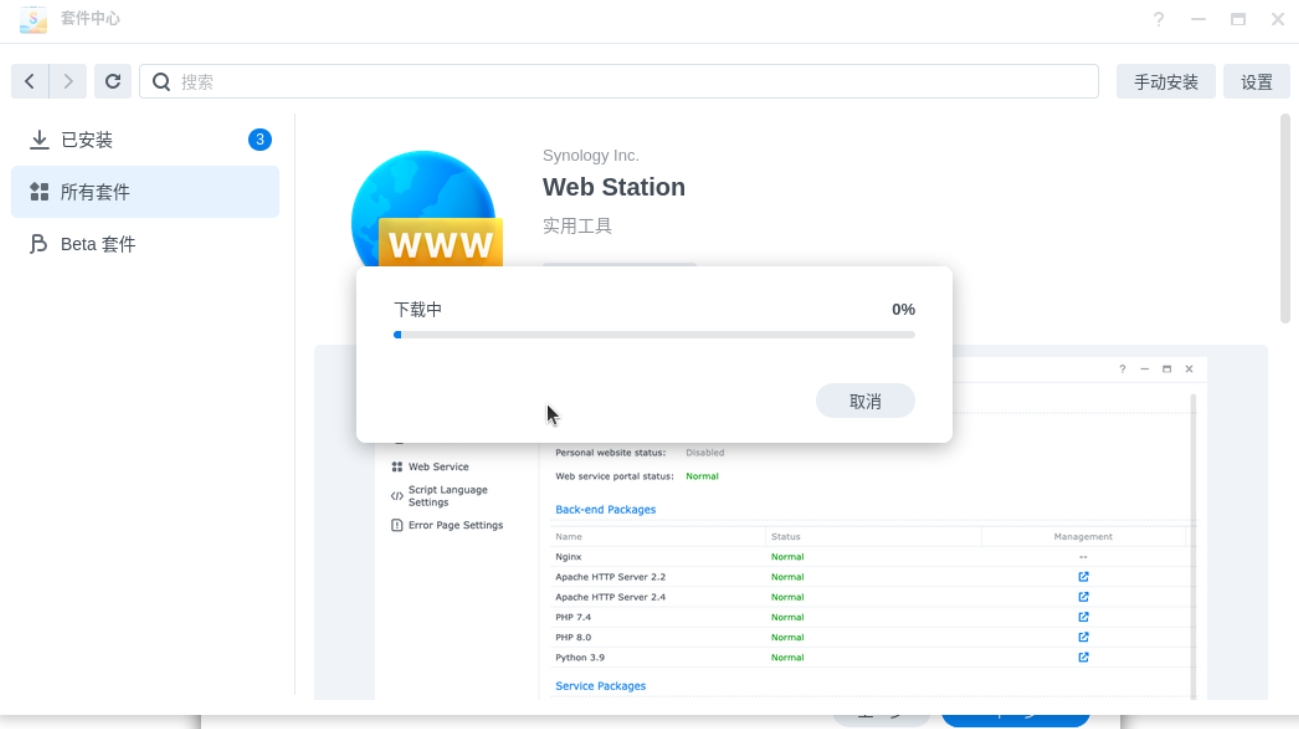 套件中心
搜索
手动安装
设置
已安装
3
所有套件
Beta 套件
Synology Inc.
Web Station
实用工具
WWW
下载中
0%
取消
Personal website status: Disabled
Web service portal status: Normal
Web Service
Script Language
Settings
Error Page Settings
Back-end Packages
Name Status Management
Nginx Normal --
Apache HTTP Server 2.2 Normal
Apache HTTP Server 2.4 Normal
PHP 7.4 Normal
PHP 8.0 Normal
Python 3.9 Normal
Service Packages